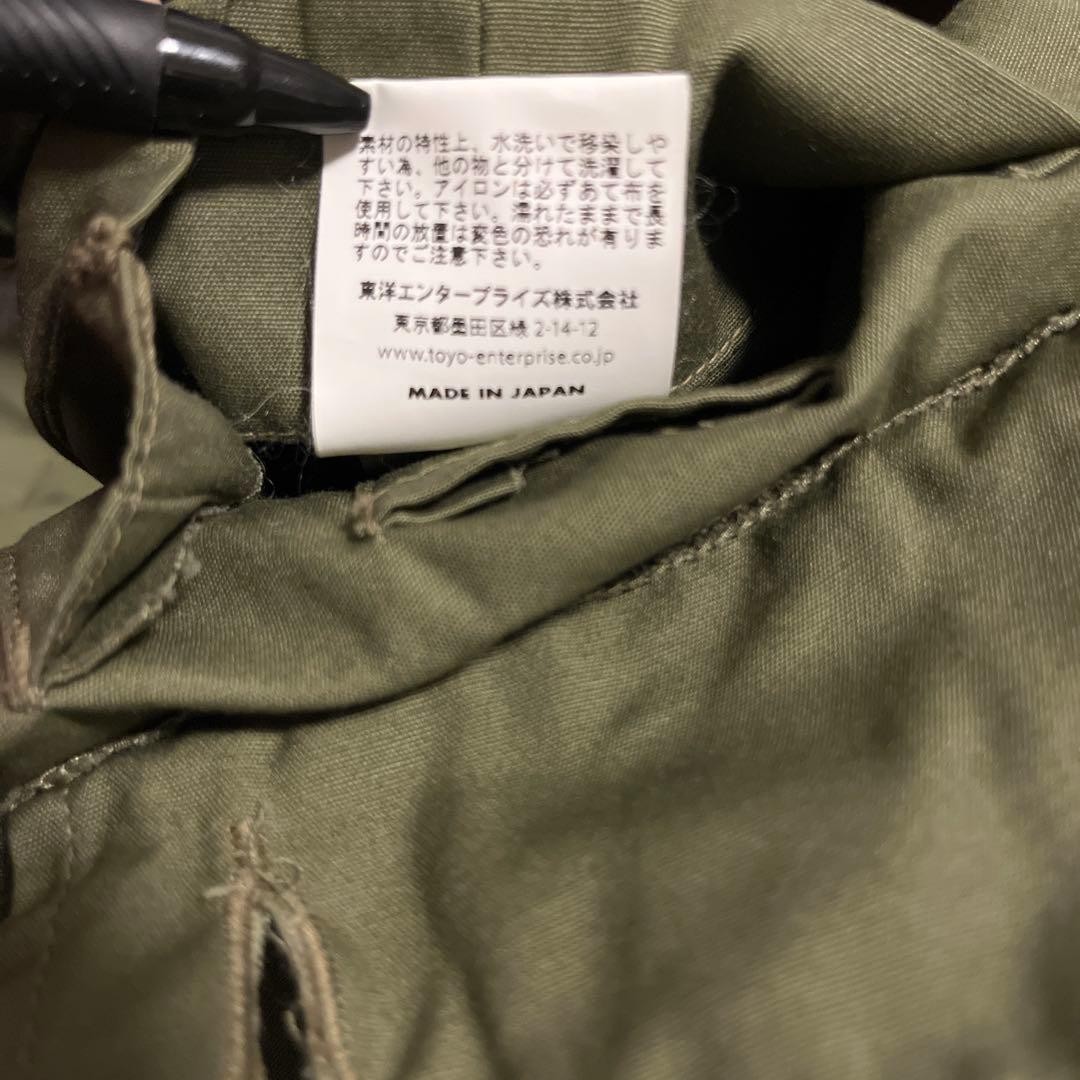 素材の特性上、水洗いで移染しや
すい為、他の物と分けて洗濯して
下さい。アイロンは必ずあて布を
使用して下さい。濡れたままで長
時間の放置は変色の恐れが有りま
すのでご注意下さい。
東洋エンタープライズ株式会社
東京都墨田区緑 2-14-12
www.toyo-enterprise.co.jp
MADE IN JAPAN